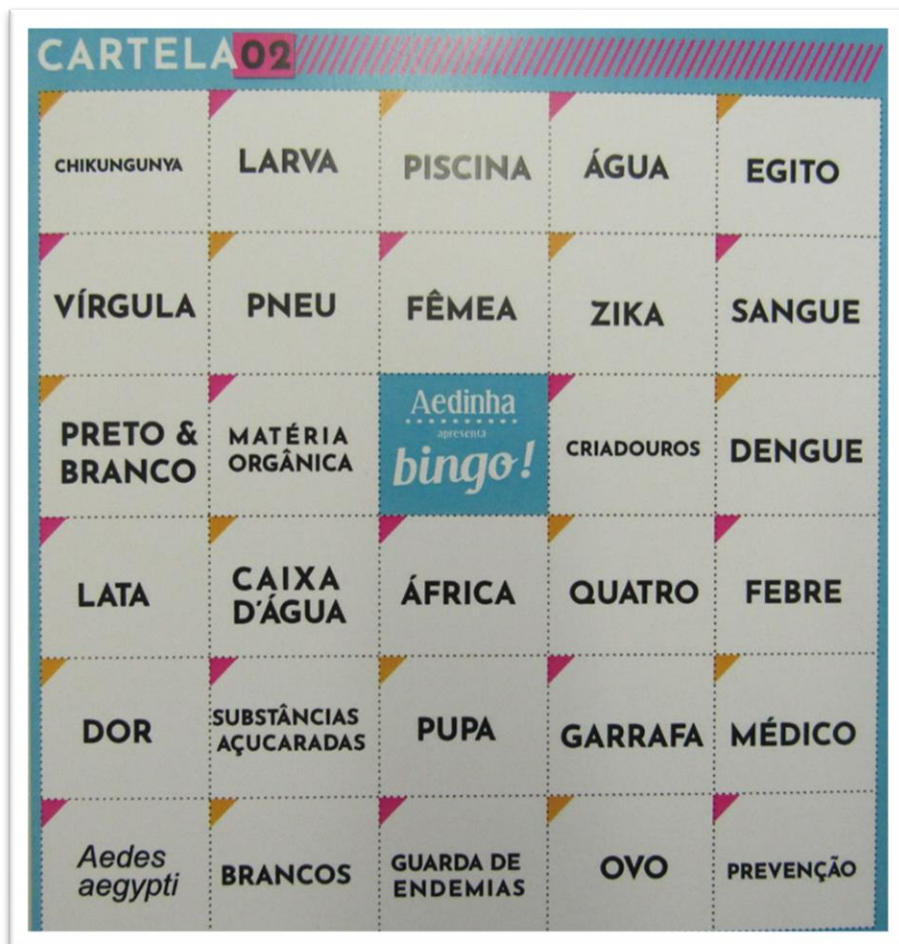 CARTELA 02
CHIKUNGUNYA
LARVA
PISCINA
ÁGUA
EGITO
VÍRGULA
PNEU
FÊMEA
ZIKA
SANGUE
PRETO &
BRANCO
MATÉRIA
ORGÂNICA
Aedinha
apresenta
bingo!
CRIADOUROS
DENGUE
LATA
CAIXA
D'ÁGUA
ÁFRICA
QUATRO
FEBRE
DOR
SUBSTÂNCIAS
AÇUCARADAS
PUPA
GARRAFA
MÉDICO
Aedes
aegypti
BRANCOS
GUARDA DE
ENDEMIAS
OVO
PREVENÇÃO